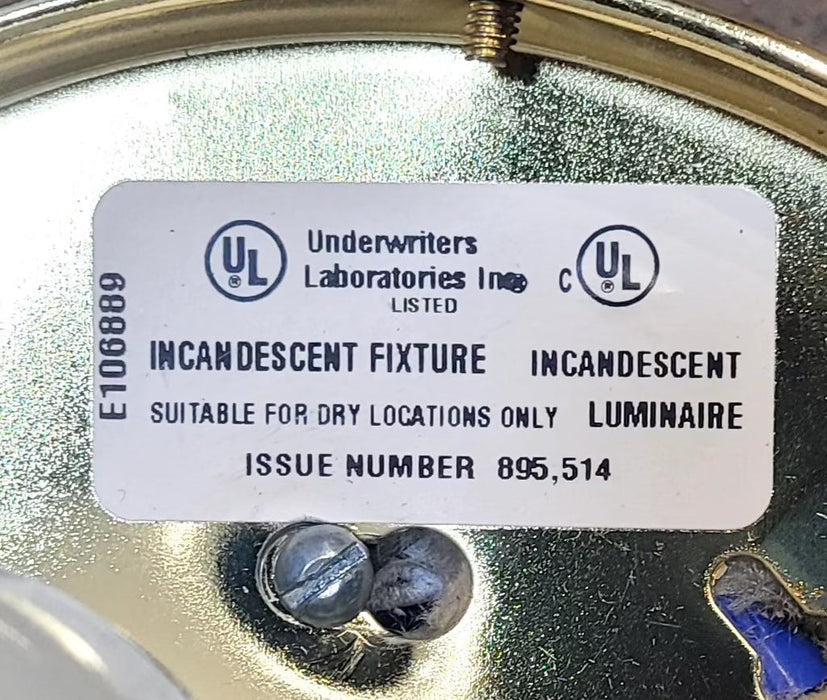 UL ® Underwriters Laboratories Inc.® LISTED
C UL ®
E106889
INCANDESCENT FIXTURE INCANDESCENT
SUITABLE FOR DRY LOCATIONS ONLY LUMINAIRE
ISSUE NUMBER 895,514